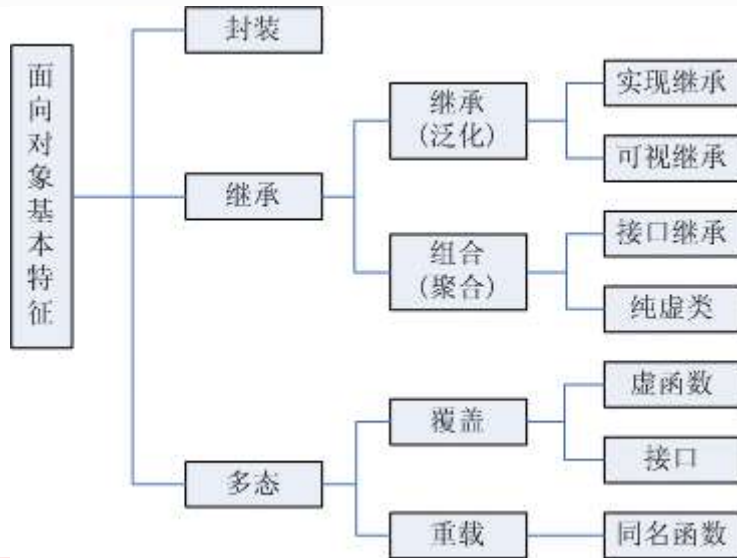 面向对象基本特征
封装
继承
继承
(泛化)
实现继承
可视继承
组合
(聚合)
接口继承
纯虚类
多态
覆盖
虚函数
接口
重载
同名函数